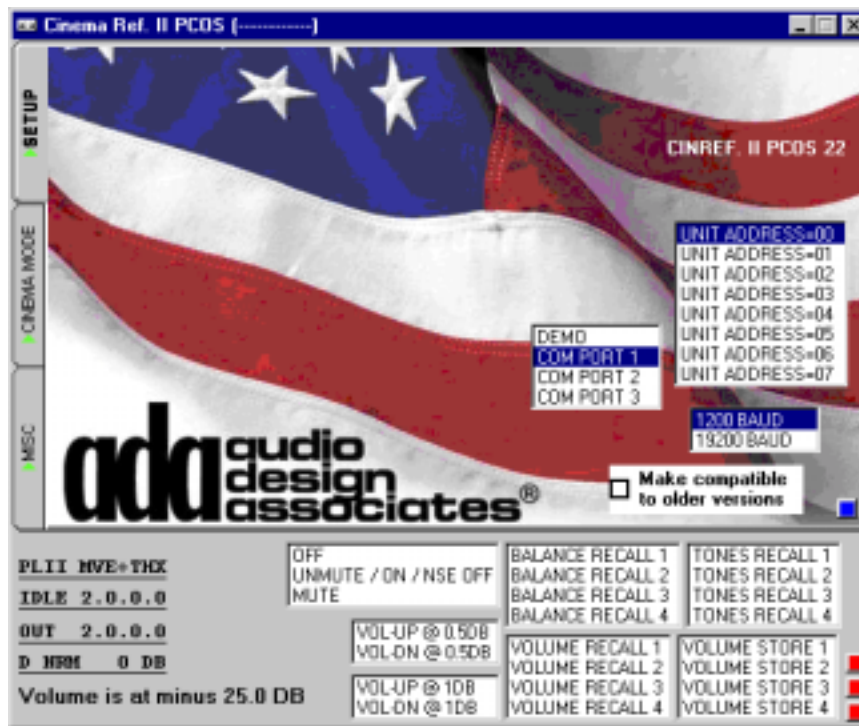 Cinema Ref. II PCOS (-------------)
SETUP
CINEMA MODE
MISC
CINREF. II PCOS 22
UNIT ADDRESS=00
UNIT ADDRESS=01
UNIT ADDRESS=02
UNIT ADDRESS=03
UNIT ADDRESS=04
UNIT ADDRESS=05
UNIT ADDRESS=06
UNIT ADDRESS=07
DEMO
COM PORT 1
COM PORT 2
COM PORT 3
1200 BAUD
19200 BAUD
Make compatible
to older versions
ada audio
design
associates®
PLII MVE+THX
IDLE 2.0.0.0
OUT 2.0.0.0
D NRM 0 DB
Volume is at minus 25.0 DB
OFF
UNMUTE / ON / NSE OFF
MUTE
VOL-UP @ 0.5DB
VOL-DN @ 0.5DB
VOL-UP @ 1DB
VOL-DN @ 1DB
BALANCE RECALL 1
BALANCE RECALL 2
BALANCE RECALL 3
BALANCE RECALL 4
TONES RECALL 1
TONES RECALL 2
TONES RECALL 3
TONES RECALL 4
VOLUME RECALL 1
VOLUME RECALL 2
VOLUME RECALL 3
VOLUME RECALL 4
VOLUME STORE 1
VOLUME STORE 2
VOLUME STORE 3
VOLUME STORE 4